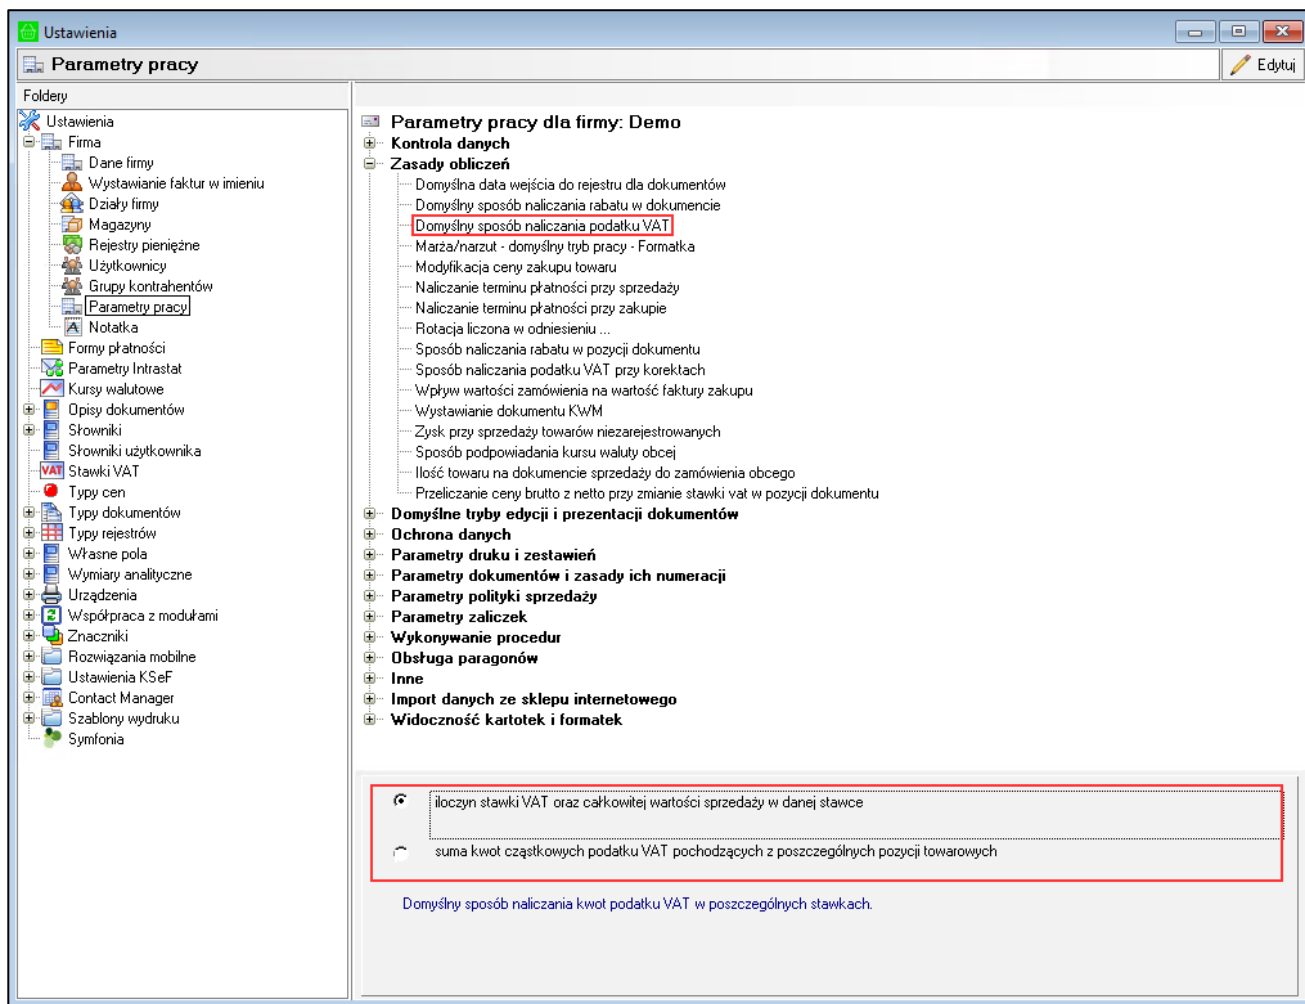 Ustawienia
Parametry pracy
Edytuj
Foldery
Ustawienia
Firma
Dane firmy
Wystawianie faktur w imieniu
Działy firmy
Magazyny
Rejestry pieniężne
Użytkownicy
Grupy kontrahentów
Parametry pracy
Notatka
Formy płatności
Parametry Intrastat
Kursy walutowe
Opisy dokumentów
Słowniki
Słowniki użytkownika
VAT Stawki VAT
Typy cen
Typy dokumentów
Typy rejestrów
Własne pola
Wymiary analityczne
Urządzenia
Współpraca z modułami
Znaczniki
Rozwiązania mobilne
Ustawienia KSeF
Contact Manager
Szablony wydruku
Symfonia
Parametry pracy dla firmy: Demo
Kontrola danych
Zasady obliczeń
Domyślna data wejścia do rejestru dla dokumentów
Domyślny sposób naliczania rabatu w dokumencie
Domyślny sposób naliczania podatku VAT
Marża/narzut - domyślny tryb pracy - Formatka
Modyfikacja ceny zakupu towaru
Naliczanie terminu płatności przy sprzedaży
Naliczanie terminu płatności przy zakupie
Rotacja liczona w odniesieniu ...
Sposób naliczania rabatu w pozycji dokumentu
Sposób naliczania podatku VAT przy korektach
Wpływ wartości zamówienia na wartość faktury zakupu
Wystawianie dokumentu KWM
Zysk przy sprzedaży towarów niezarejestrowanych
Sposób podpowiadania kursu waluty obcej
Ilość towaru na dokumencie sprzedaży do zamówienia obcego
Przeliczanie ceny brutto z netto przy zmianie stawki vat w pozycji dokumentu
Domyślne tryby edycji i prezentacji dokumentów
Ochrona danych
Parametry druku i zestawień
Parametry dokumentów i zasady ich numeracji
Parametry polityki sprzedaży
Parametry zaliczek
Wykonywanie procedur
Obsługa paragonów
Inne
Import danych ze sklepu internetowego
Widoczność kartotek i formatek
iloczyn stawki VAT oraz całkowitej wartości sprzedaży w danej stawce
suma kwot cząstkowych podatku VAT pochodzących z poszczególnych pozycji towarowych
Domyślny sposób naliczania kwot podatku VAT w poszczególnych stawkach.